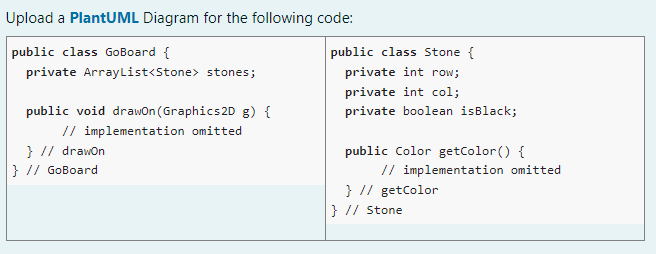 Upload a PlantUML Diagram for the following code:
public class GoBoard {
  private ArrayList<Stone> stones;

  public void drawOn(Graphics2D g) {
       // implementation omitted
  } // drawOn
} // GoBoard
public class Stone {
  private int row;
  private int col;
  private boolean isBlack;

  public Color getColor() {
       // implementation omitted
  } // getColor
} // Stone